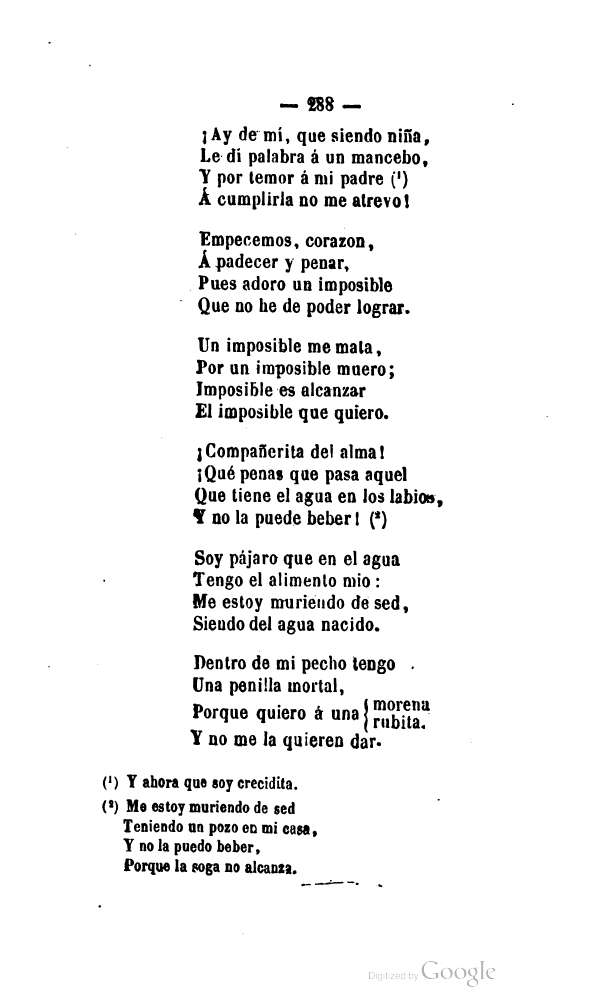 — 288 —
¡Ay de mí, que siendo niña,
Le dí palabra á un mancebo,
Y por temor á mi padre (¹)
Á cumplirla no me atrevo!
Empecemos, corazon,
Á padecer y penar,
Pues adoro un imposible
Que no he de poder lograr.
Un imposible me mata,
Por un imposible muero;
Imposible es alcanzar
El imposible que quiero.
¡Compañerita del alma!
¡Qué penas que pasa aquel
Que tiene el agua en los labios,
Y no la puede beber! (²)
Soy pájaro que en el agua
Tengo el alimento mio:
Me estoy muriendo de sed,
Siendo del agua nacido.
Dentro de mi pecho tengo
Una penilla mortal,
Porque quiero á una { morena
rubita.
Y no me la quieren dar.
(¹) Y ahora que soy crecidita.
(²) Me estoy muriendo de sed
Teniendo un pozo en mi casa,
Y no la puedo beber,
Porque la soga no alcanza.
Digitized by Google